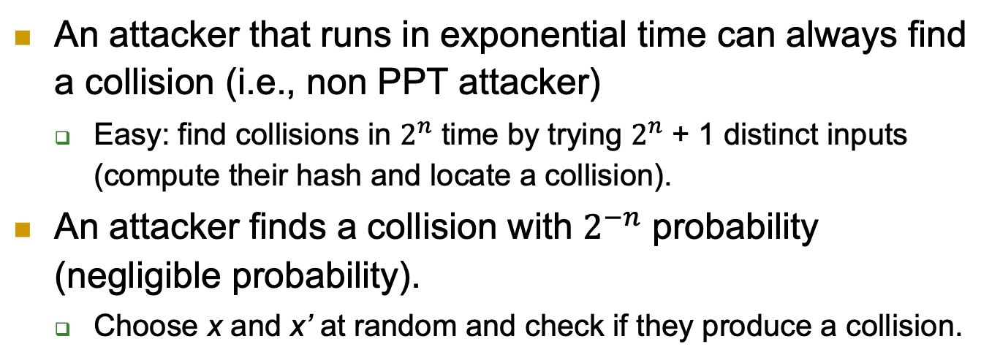 An attacker that runs in exponential time can always find
a collision (i.e., non PPT attacker)
Easy: find collisions in 2ⁿ time by trying 2ⁿ + 1 distinct inputs
(compute their hash and locate a collision).
An attacker finds a collision with 2⁻ⁿ probability
(negligible probability).
Choose x and x’ at random and check if they produce a collision.